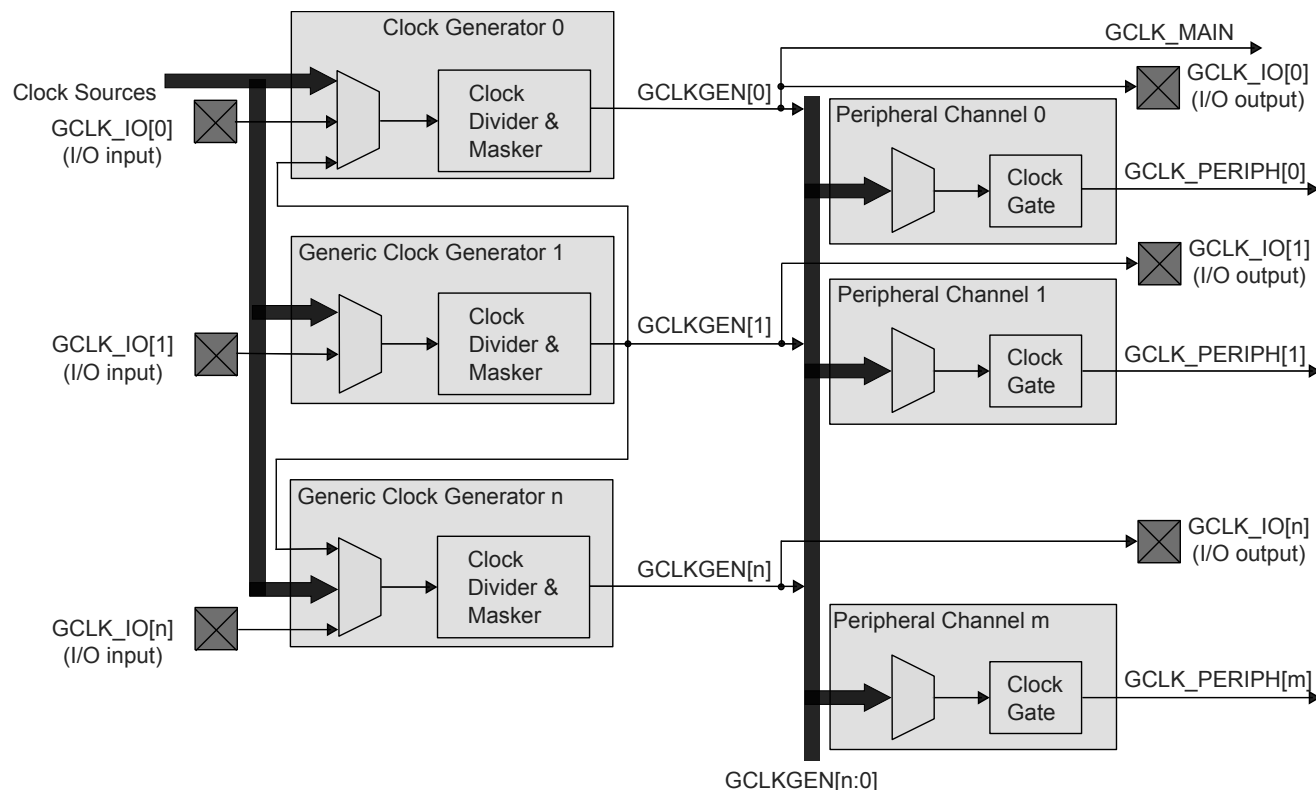 Clock Generator 0
Clock Sources
GCLK_IO[0]
(I/O input)
Clock
Divider &
Masker
GCLKGEN[0]
GCLK_MAIN
GCLK_IO[0]
(I/O output)
Peripheral Channel 0
Clock
Gate
GCLK_PERIPH[0]
Generic Clock Generator 1
GCLK_IO[1]
(I/O input)
Clock
Divider &
Masker
GCLKGEN[1]
GCLK_IO[1]
(I/O output)
Peripheral Channel 1
Clock
Gate
GCLK_PERIPH[1]
Generic Clock Generator n
GCLK_IO[n]
(I/O input)
Clock
Divider &
Masker
GCLKGEN[n]
GCLK_IO[n]
(I/O output)
Peripheral Channel m
Clock
Gate
GCLK_PERIPH[m]
GCLKGEN[n:0]